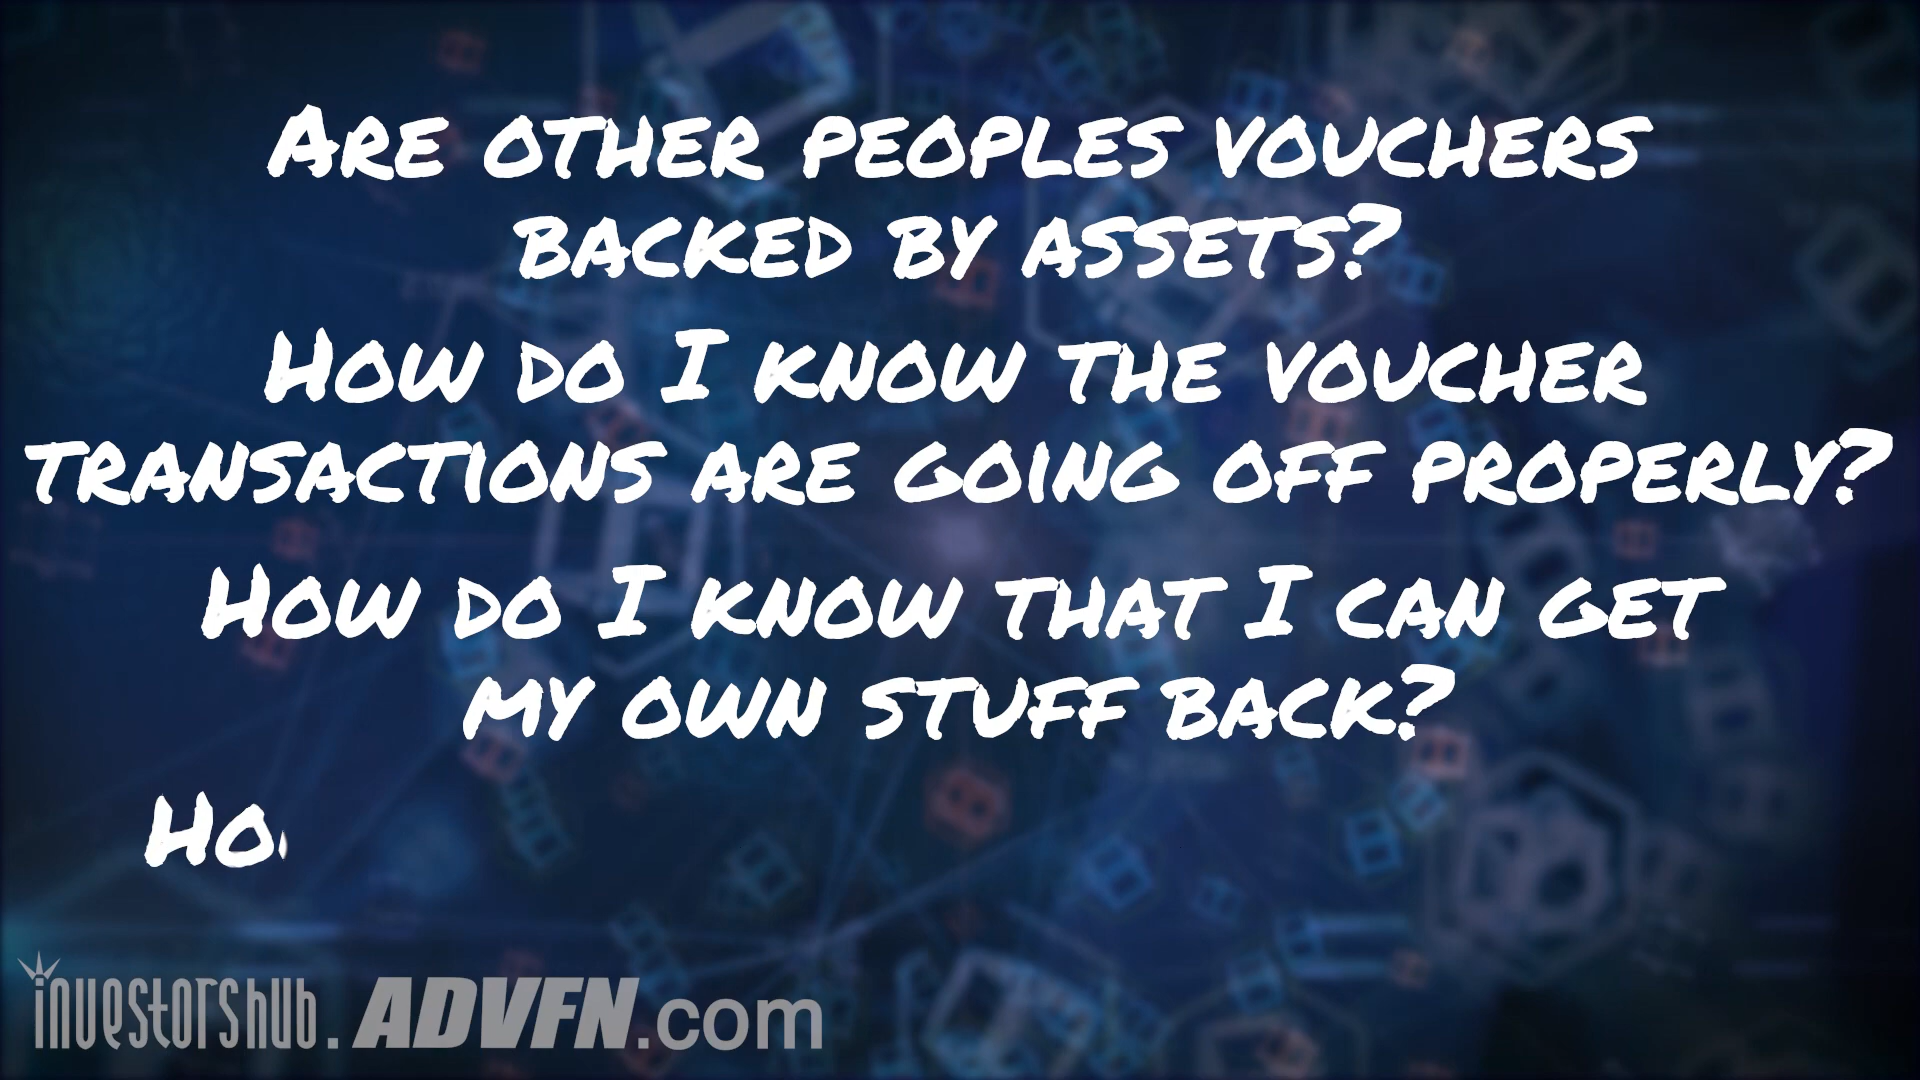 Are other peoples vouchers
backed by assets?
How do I know the voucher
transactions are going off properly?
How do I know that I can get
my own stuff back?
Ho
investorshub.ADVFN.com